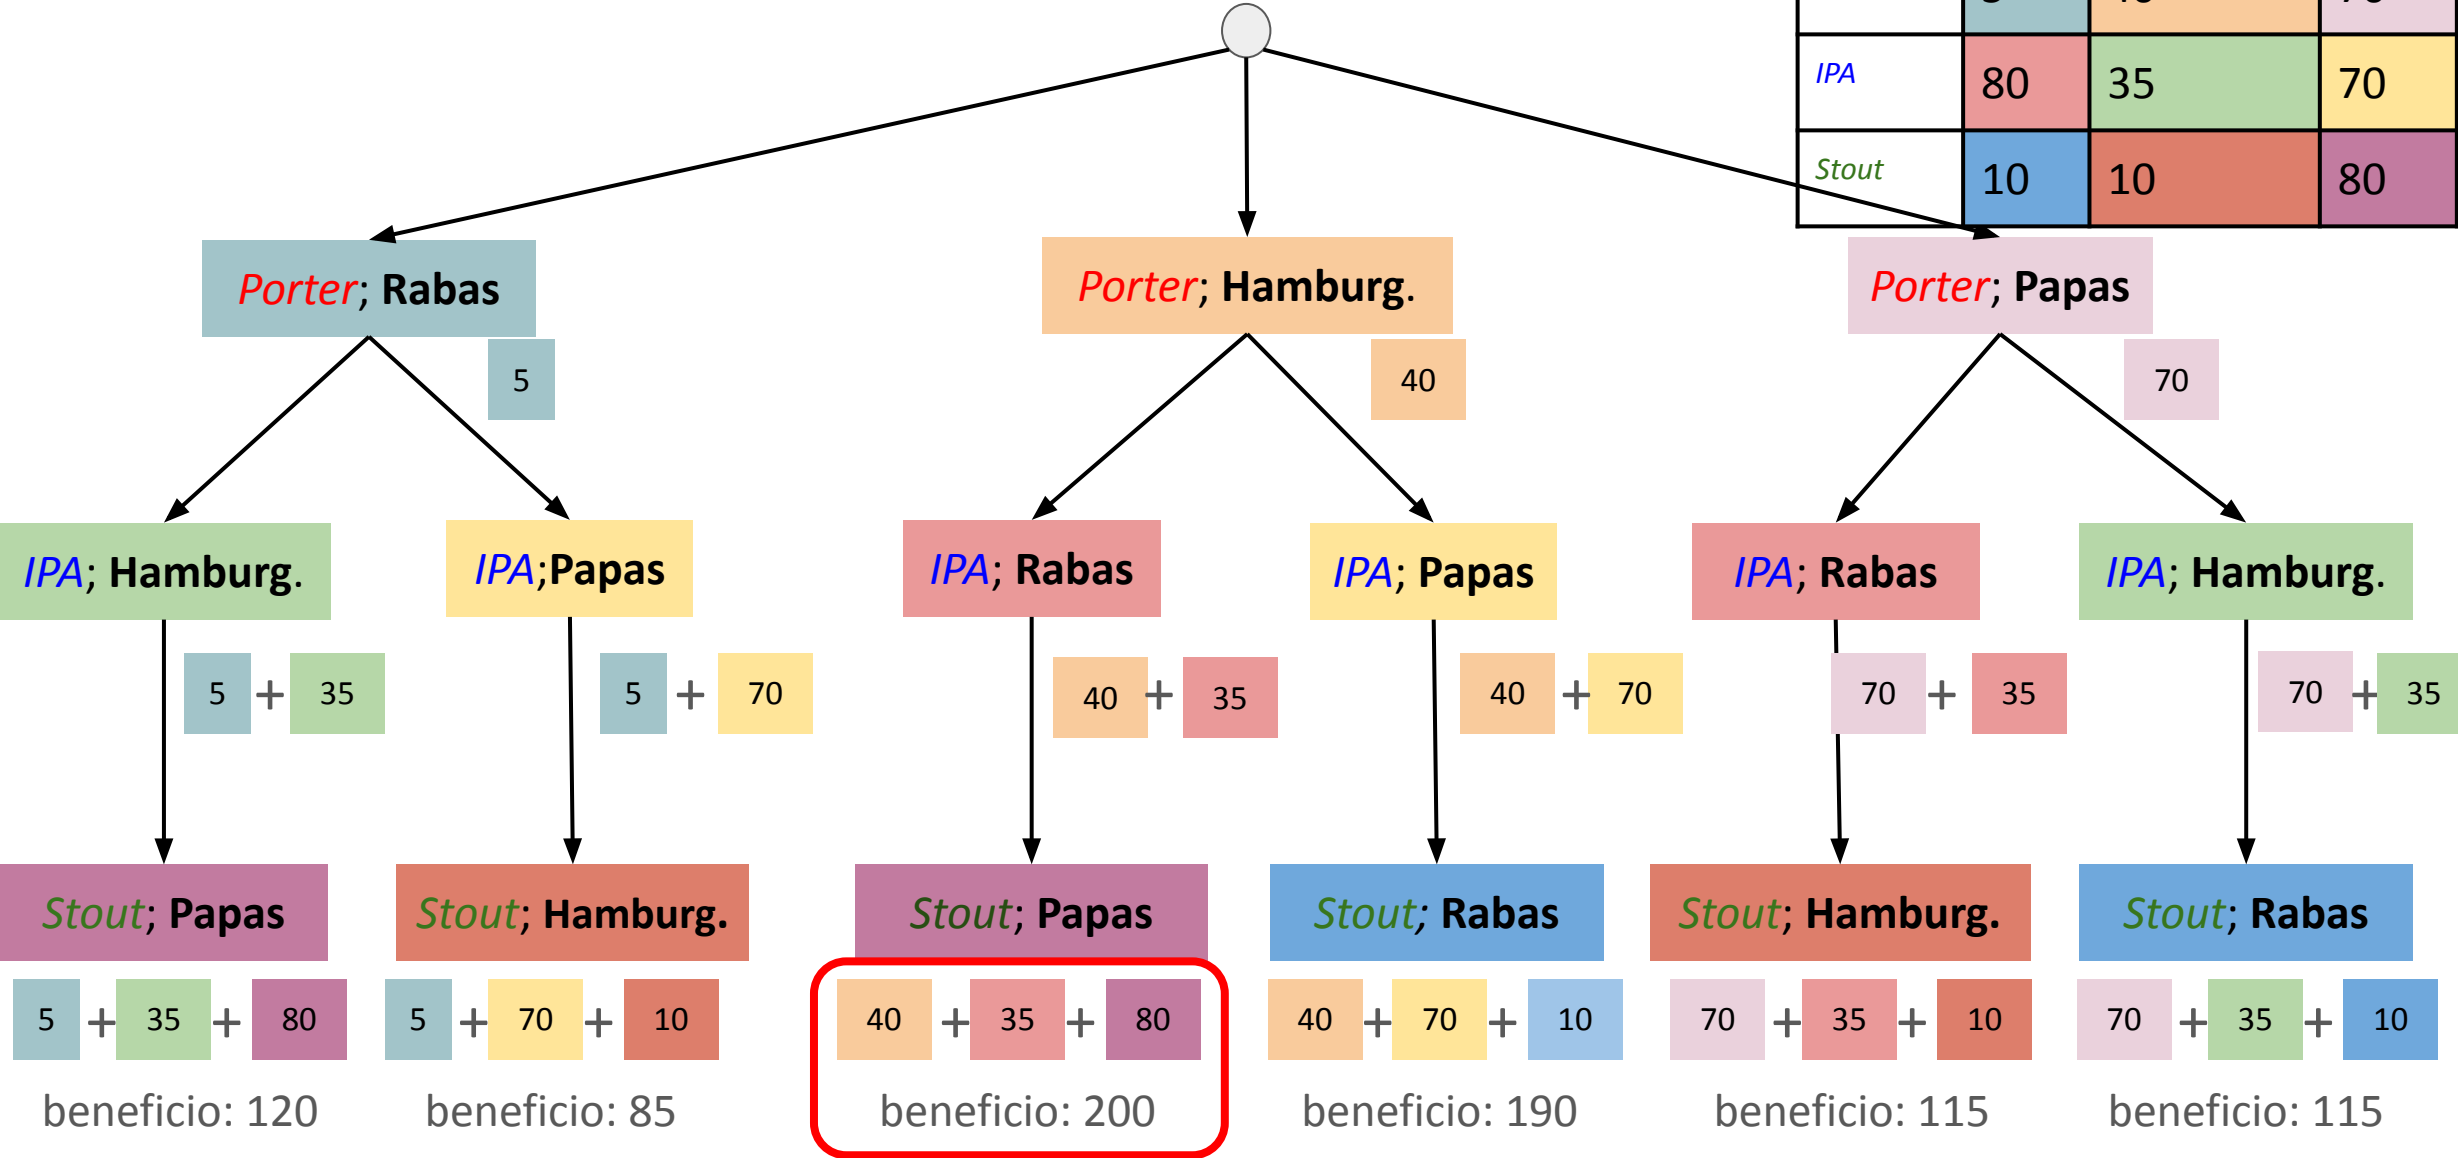 IPA 80 35 70
Stout 10 10 80
Porter; Rabas
Porter; Hamburg.
Porter; Papas
5
40
70
IPA; Hamburg.
IPA;Papas
IPA; Rabas
IPA; Papas
IPA; Rabas
IPA; Hamburg.
5 + 35
5 + 70
40 + 35
40 + 70
70 + 35
70 + 35
Stout; Papas
Stout; Hamburg.
Stout; Papas
Stout; Rabas
Stout; Hamburg.
Stout; Rabas
5 + 35 + 80
5 + 70 + 10
40 + 35 + 80
40 + 70 + 10
70 + 35 + 10
70 + 35 + 10
beneficio: 120
beneficio: 85
beneficio: 200
beneficio: 190
beneficio: 115
beneficio: 115